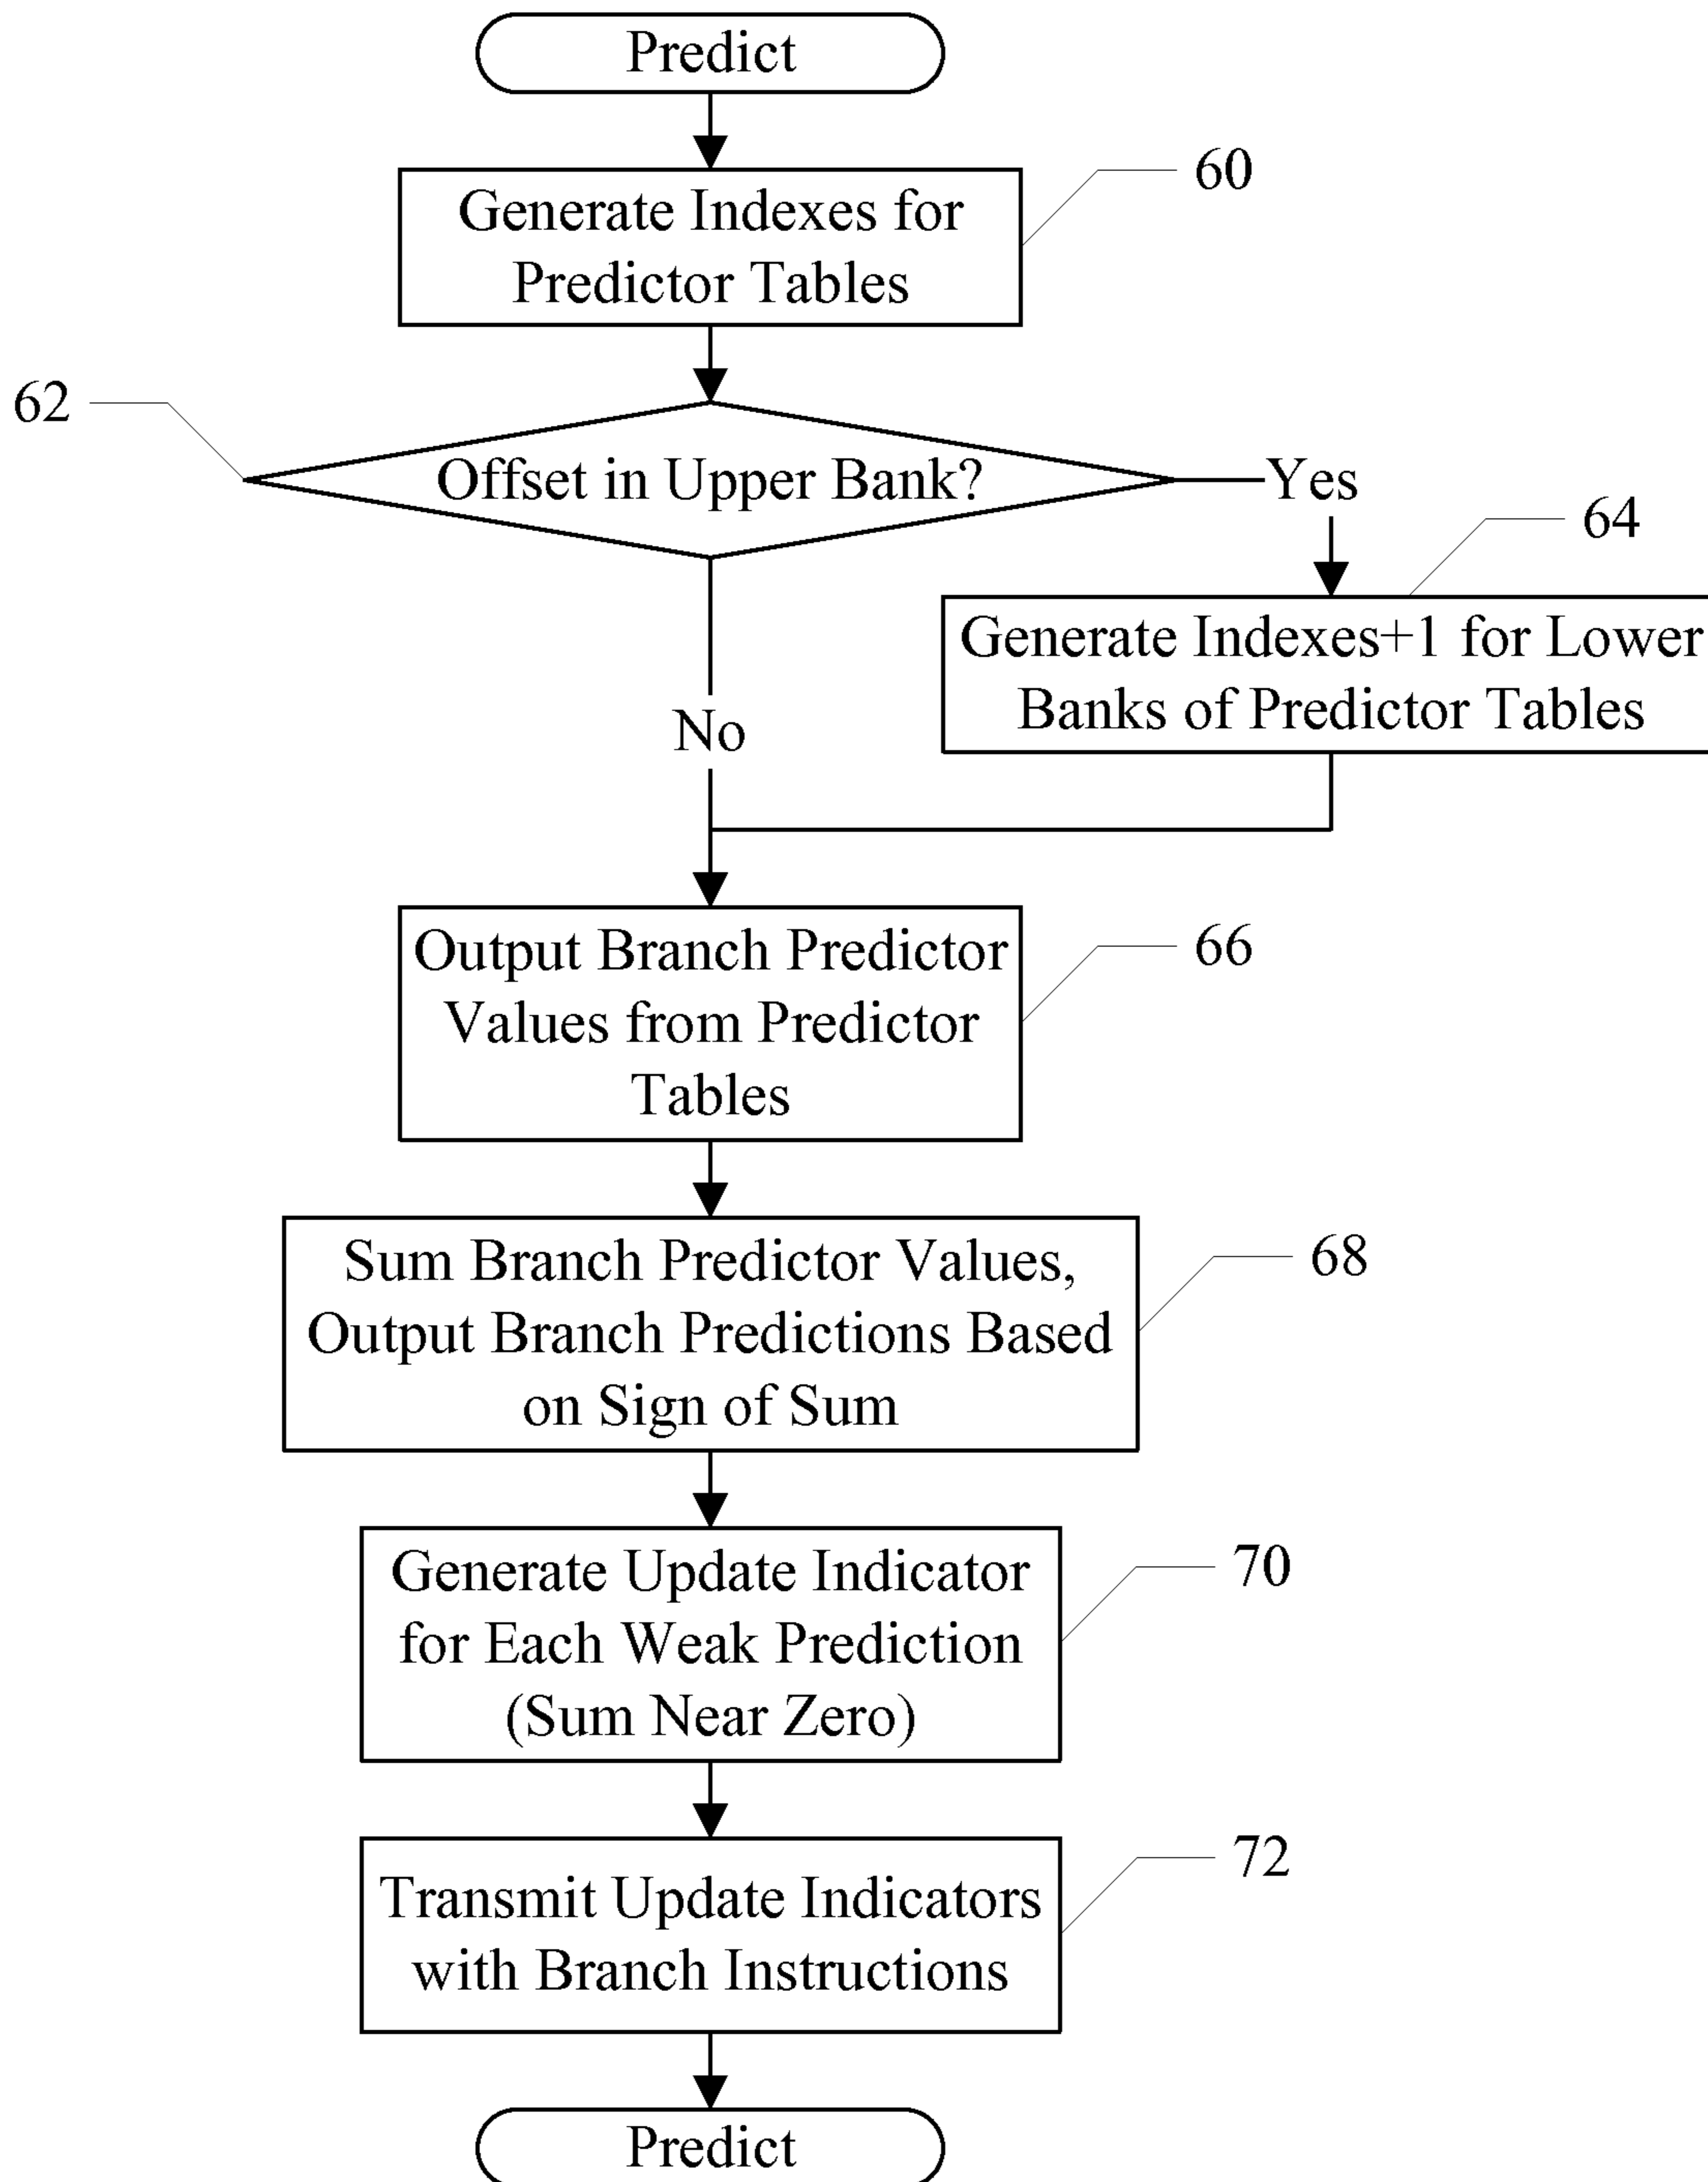 Predict
60
Generate Indexes for
Predictor Tables
62
Offset in Upper Bank?
Yes
64
Generate Indexes+1 for Lower
Banks of Predictor Tables
No
66
Output Branch Predictor
Values from Predictor
Tables
68
Sum Branch Predictor Values,
Output Branch Predictions Based
on Sign of Sum
70
Generate Update Indicator
for Each Weak Prediction
(Sum Near Zero)
72
Transmit Update Indicators
with Branch Instructions
Predict